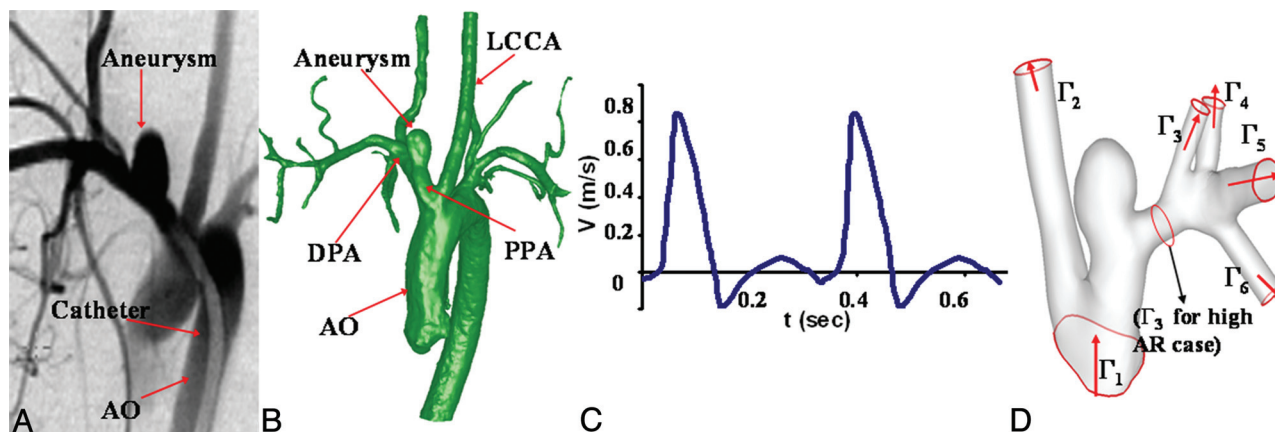 Aneurysm
Catheter
AO
A
Aneurysm
LCCA
DPA
PPA
AO
B
V (m/s)
0.8
0.6
0.4
0.2
0
0.2
0.4
0.6
t (sec)
C
Γ2
Γ3
Γ4
Γ5
Γ6
(Γ3 for high
AR case)
Γ1
D